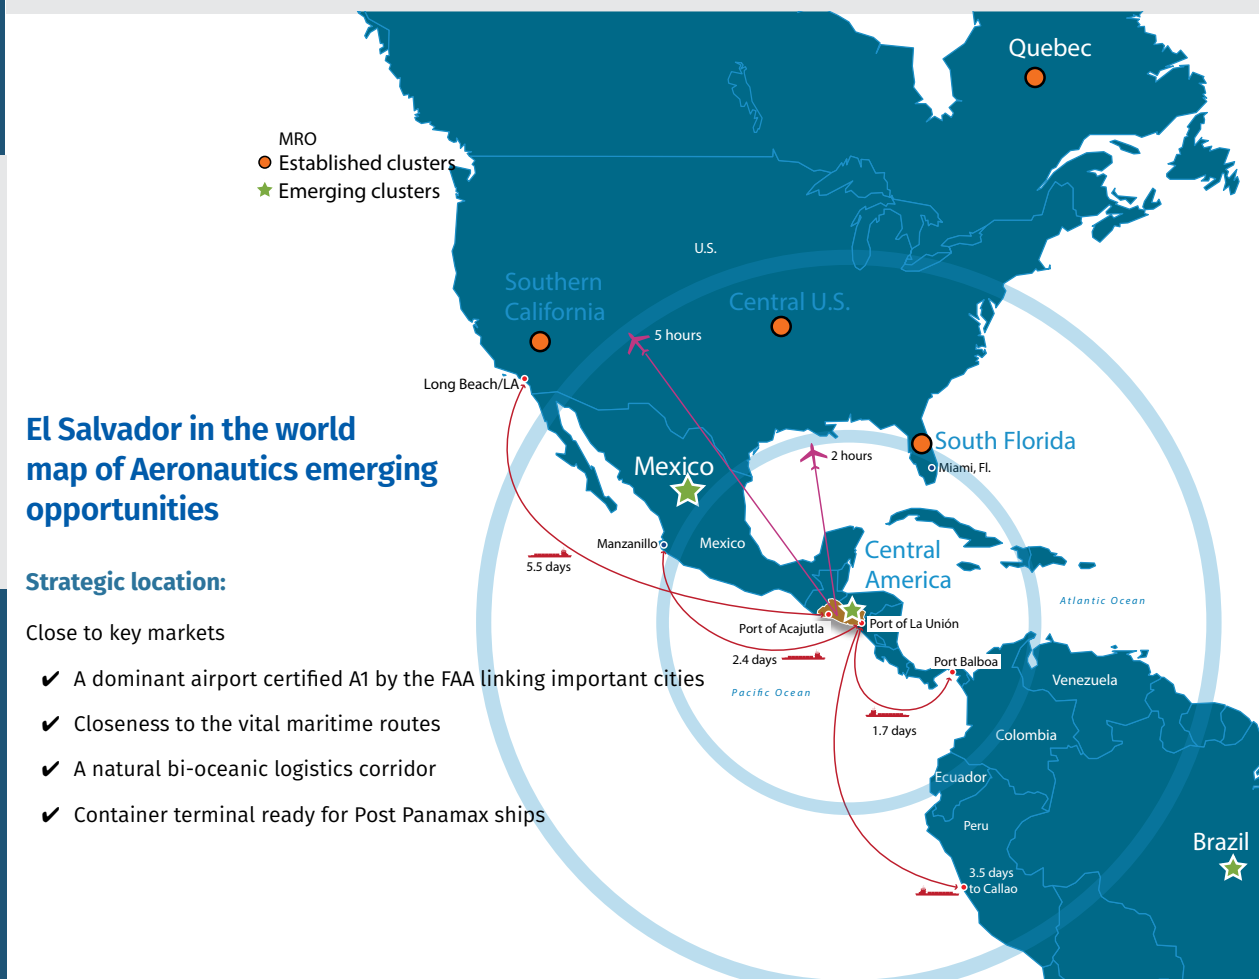 Quebec
MRO
Established clusters
Emerging clusters
U.S.
Southern
California
Central U.S.
5 hours
Long Beach/LA
El Salvador in the world
map of Aeronautics emerging
opportunities
South Florida
2 hours
Miami, Fl.
Mexico
Manzanillo
Mexico
Central
America
5.5 days
Strategic location:
Atlantic Ocean
Close to key markets
Port of Acajutla
Port of La Unión
2.4 days
Port Balboa
✔ A dominant airport certified A1 by the FAA linking important cities
Venezuela
Pacific Ocean
✔ Closeness to the vital maritime routes
1.7 days
Colombia
✔ A natural bi-oceanic logistics corridor
Ecuador
✔ Container terminal ready for Post Panamax ships
Peru
Brazil
3.5 days
to Callao